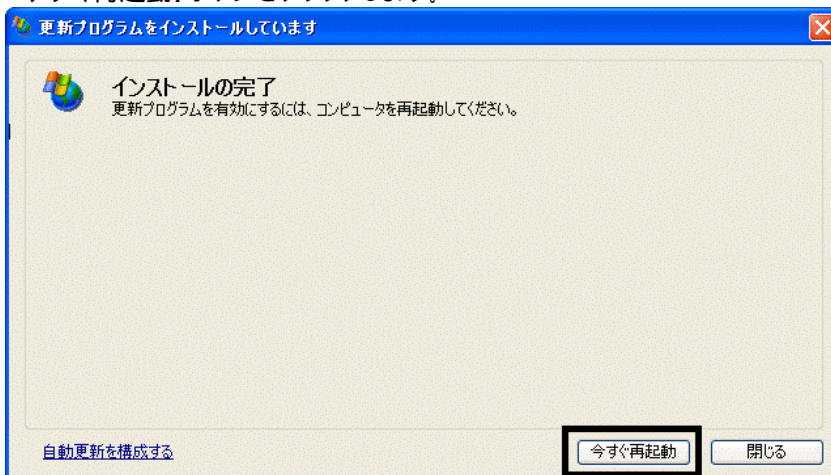 更新プログラムをインストールしています
インストールの完了
更新プログラムを有効にするには、コンピュータを再起動してください。
自動更新を構成する
今すぐ再起動
閉じる